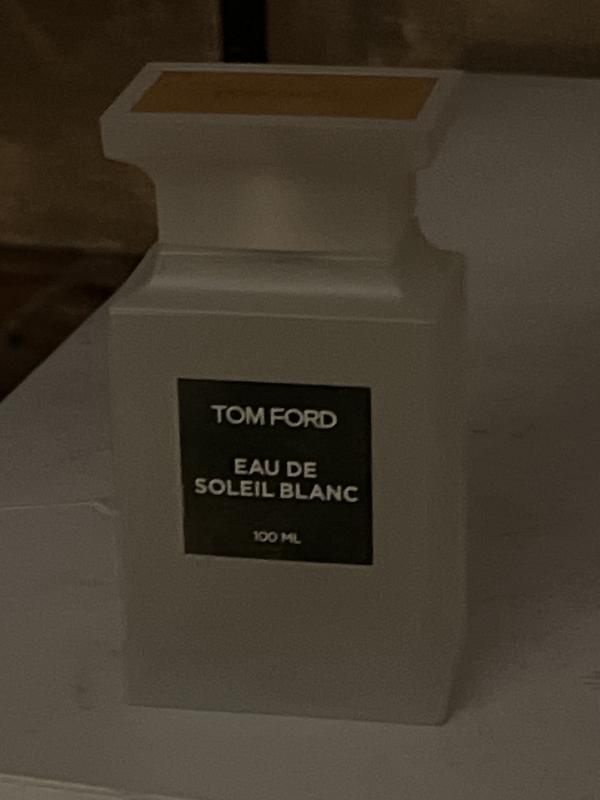 TOM FORD
EAU DE
SOLEIL BLANC
100 ML